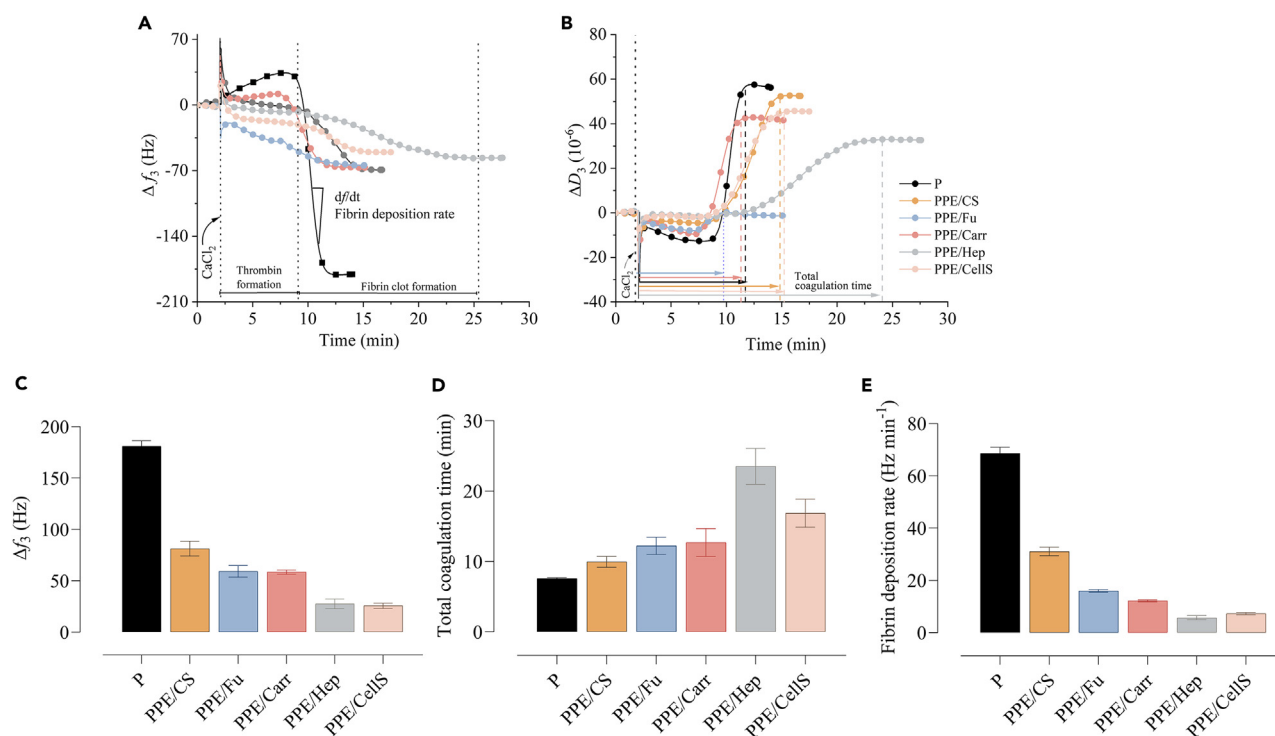 A
70
0
-70
-140
-210
Δf3 (Hz)
CaCl2
df/dt
Fibrin deposition rate
Thrombin
formation
Fibrin clot formation
0 5 10 15 20 25 30
Time (min)
B
80
60
40
20
0
-20
-40
ΔD3 (10-6)
CaCl2
P
PPE/CS
PPE/Fu
PPE/Carr
PPE/Hep
PPE/CellS
Total
coagulation time
0 5 10 15 20 25 30
Time (min)
C
200
150
100
50
0
Δf3 (Hz)
P
PPE/CS
PPE/Fu
PPE/Carr
PPE/Hep
PPE/CellS
D
30
20
10
0
Total coagulation time (min)
P
PPE/CS
PPE/Fu
PPE/Carr
PPE/Hep
PPE/CellS
E
80
60
40
20
0
Fibrin deposition rate (Hz min-1)
P
PPE/CS
PPE/Fu
PPE/Carr
PPE/Hep
PPE/CellS